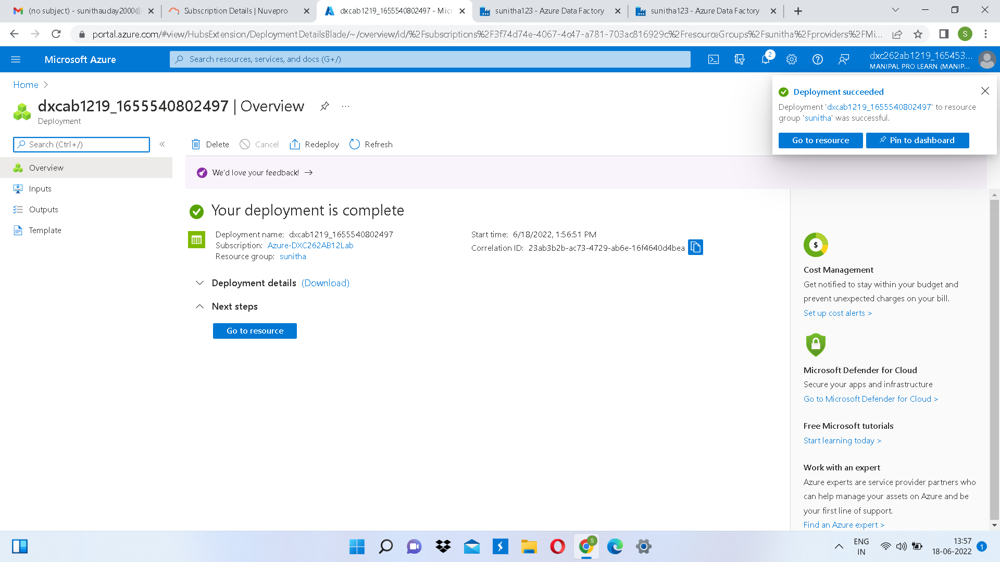 (no subject) - sunithauday2000@
Subscription Details | Nuvepro
dxcab1219_1655540802497 - Micr
sunitha123 - Azure Data Factory
sunitha123 - Azure Data Factory
portal.azure.com/#view/HubsExtension/DeploymentDetailsBlade/~/overview/id/%2Fsubscriptions%2F3f74d74e-4067-4c47-a781-703ac816929c%2FresourceGroups%2Fsunitha%2Fproviders%2FMi...
S
Microsoft Azure
Search resources, services, and docs (G+/)
2
dxc262ab1219_165453...
MANIPAL PRO LEARN (MANIP...
Home
dxcab1219_1655540802497 | Overview
...
Deployment
Deployment succeeded
Deployment 'dxcab1219_1655540802497' to resource
group 'sunitha' was successful.
Go to resource
Pin to dashboard
Search (Ctrl+/)
«
Delete
Cancel
Redeploy
Refresh
Overview
Inputs
Outputs
Template
We'd love your feedback! →
Your deployment is complete
Deployment name: dxcab1219_1655540802497
Subscription: Azure-DXC262AB12Lab
Resource group: sunitha
Start time: 6/18/2022, 1:56:51 PM
Correlation ID: 23ab3b2b-ac73-4729-ab6e-16f4640d4bea
Deployment details (Download)
Next steps
Go to resource
$
Cost Management
Get notified to stay within your budget and
prevent unexpected charges on your bill.
Set up cost alerts >
Microsoft Defender for Cloud
Secure your apps and infrastructure
Go to Microsoft Defender for Cloud >
Free Microsoft tutorials
Start learning today >
Work with an expert
Azure experts are service provider partners who
can help manage your assets on Azure and be
your first line of support.
Find an Azure expert >
S
ENG
IN
13:57
18-06-2022
1